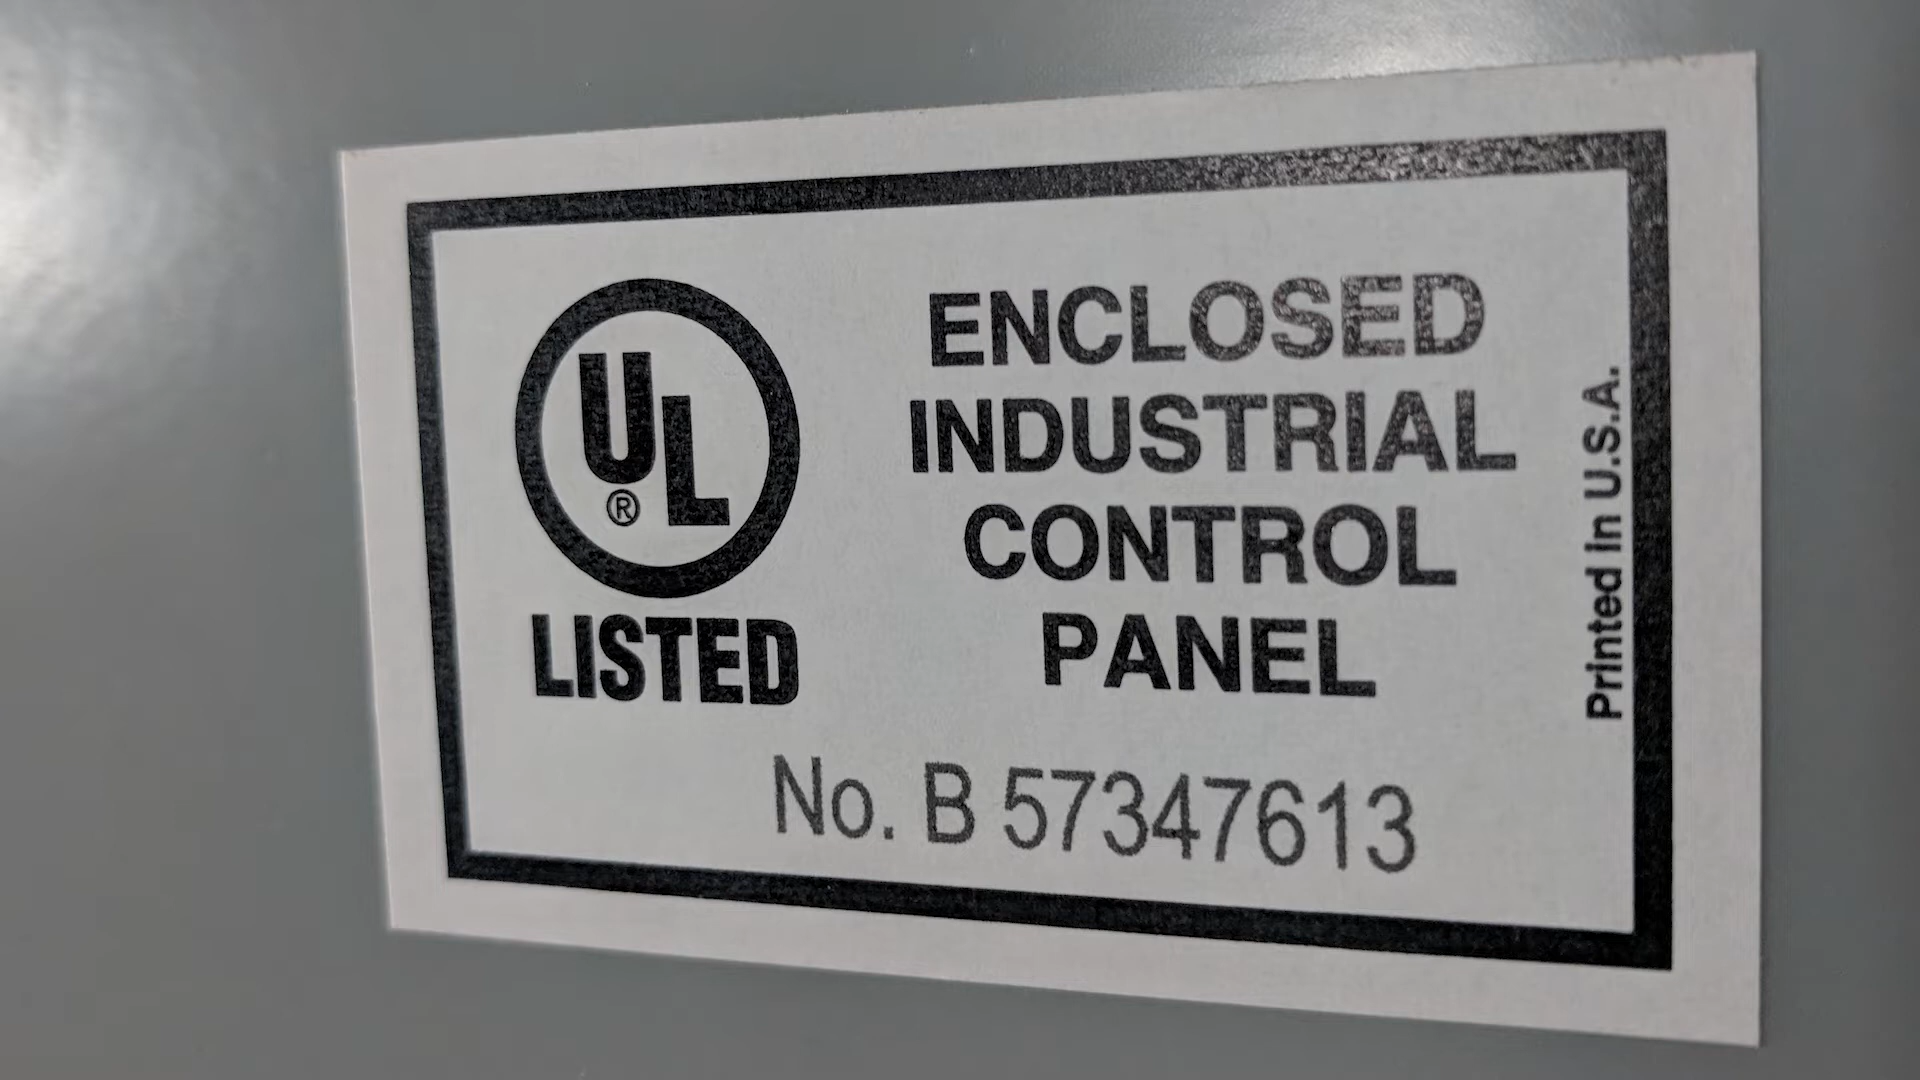 UL
®
LISTED
ENCLOSED
INDUSTRIAL
CONTROL
PANEL
No. B 57347613
Printed in U.S.A.